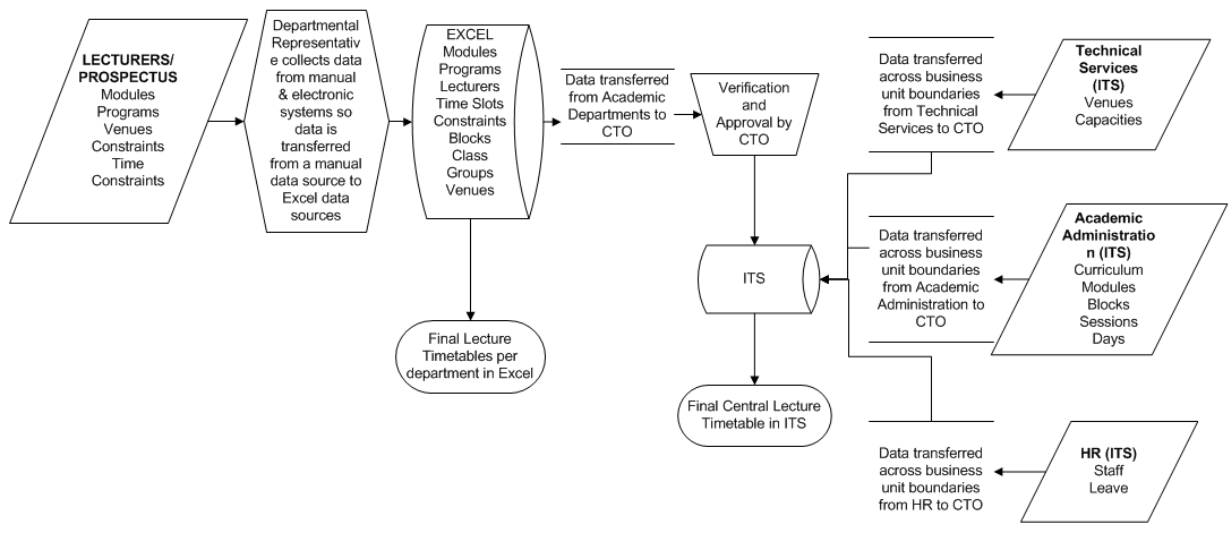 LECTURERS/
PROSPECTUS
Modules
Programs
Venues
Constraints
Time
Constraints
Departmental
Representativ
e collects data
from manual
& electronic
systems so
data is
transferred
from a manual
data source to
Excel data
sources
EXCEL
Modules
Programs
Lecturers
Time Slots
Constraints
Blocks
Class
Groups
Venues
Data transferred
from Academic
Departments to
CTO
Verification
and
Approval by
CTO
Data transferred
across business
unit boundaries
from Technical
Services to CTO
Technical
Services
(ITS)
Venues
Capacities
ITS
Data transferred
across business
unit boundaries
from Academic
Administration to
CTO
Academic
Administratio
n (ITS)
Curriculum
Modules
Blocks
Sessions
Days
Final Lecture
Timetables per
department in Excel
Final Central Lecture
Timetable in ITS
Data transferred
across business
unit boundaries
from HR to CTO
HR (ITS)
Staff
Leave